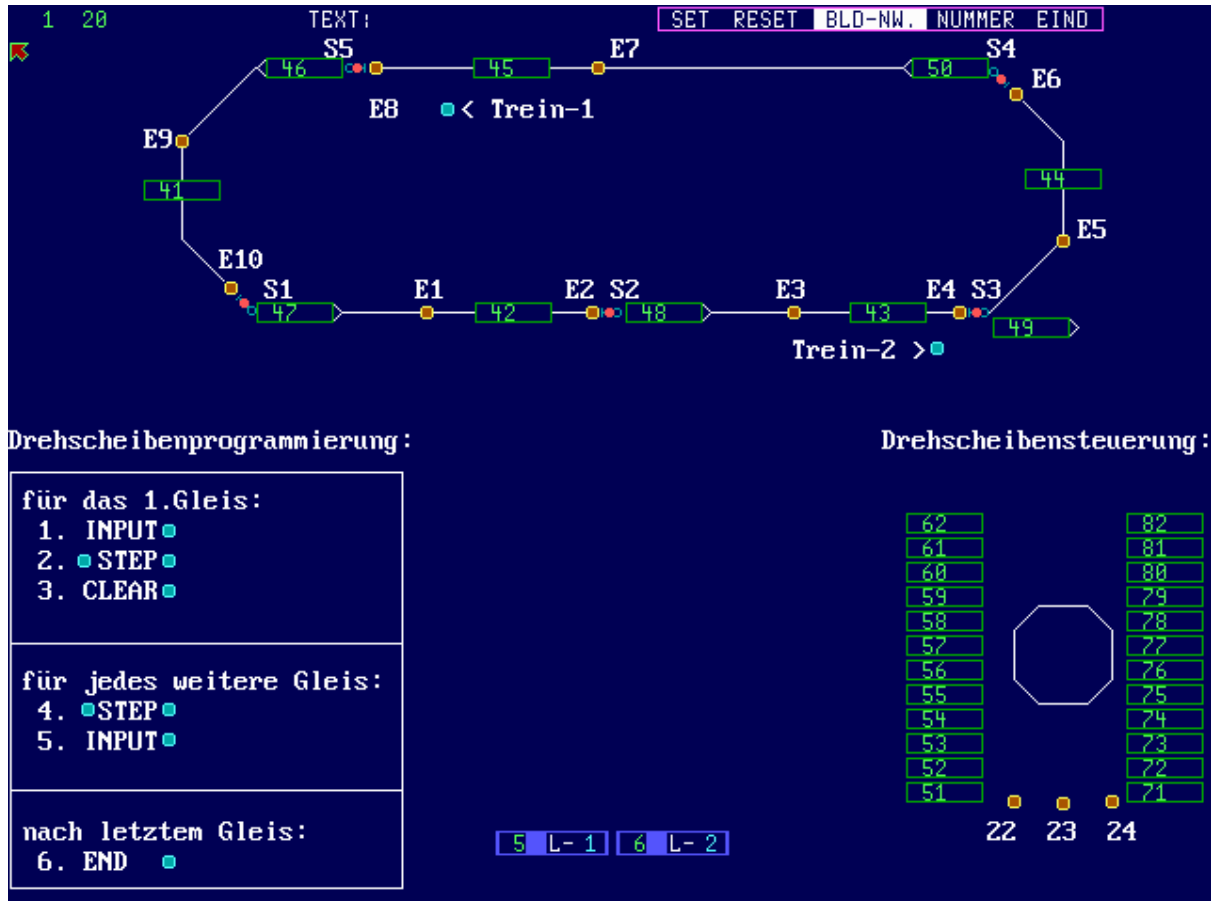 1 20 TEXT: SET RESET BLD-NW. NUMMER EIND
S5 E7 S4
46 45 50
E6
E8 < Trein-1
E9
41 44
E5
E10
S1 E1 E2 S2 E3 E4 S3
47 42 48 43
49
Trein-2 >
Drehscheibenprogrammierung: Drehscheibensteuerung:
für das 1.Gleis:
1. INPUT
2. STEP
3. CLEAR
für jedes weitere Gleis:
4. STEP
5. INPUT
nach letztem Gleis:
6. END
62 82
61 81
60 80
59 79
58 78
57 77
56 76
55 75
54 74
53 73
52 72
51 71
22 23 24
5 L- 1 6 L- 2